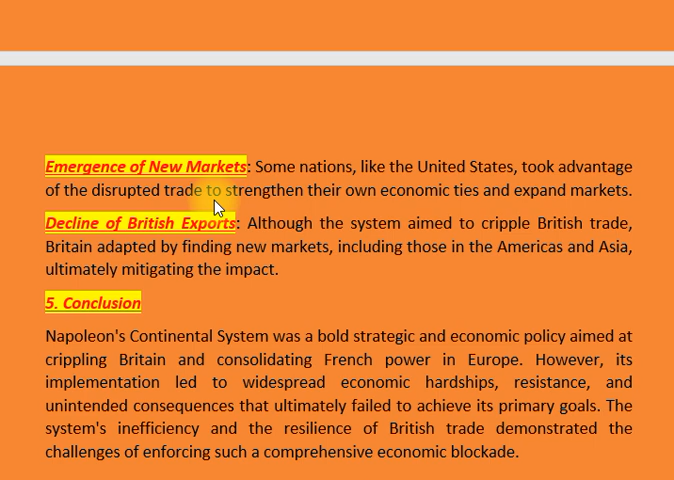 Emergence of New Markets: Some nations, like the United States, took advantage
of the disrupted trade to strengthen their own economic ties and expand markets.
Decline of British Exports: Although the system aimed to cripple British trade,
Britain adapted by finding new markets, including those in the Americas and Asia,
ultimately mitigating the impact.
5. Conclusion
Napoleon's Continental System was a bold strategic and economic policy aimed at
crippling Britain and consolidating French power in Europe. However, its
implementation led to widespread economic hardships, resistance, and
unintended consequences that ultimately failed to achieve its primary goals. The
system's inefficiency and the resilience of British trade demonstrated the
challenges of enforcing such a comprehensive economic blockade.